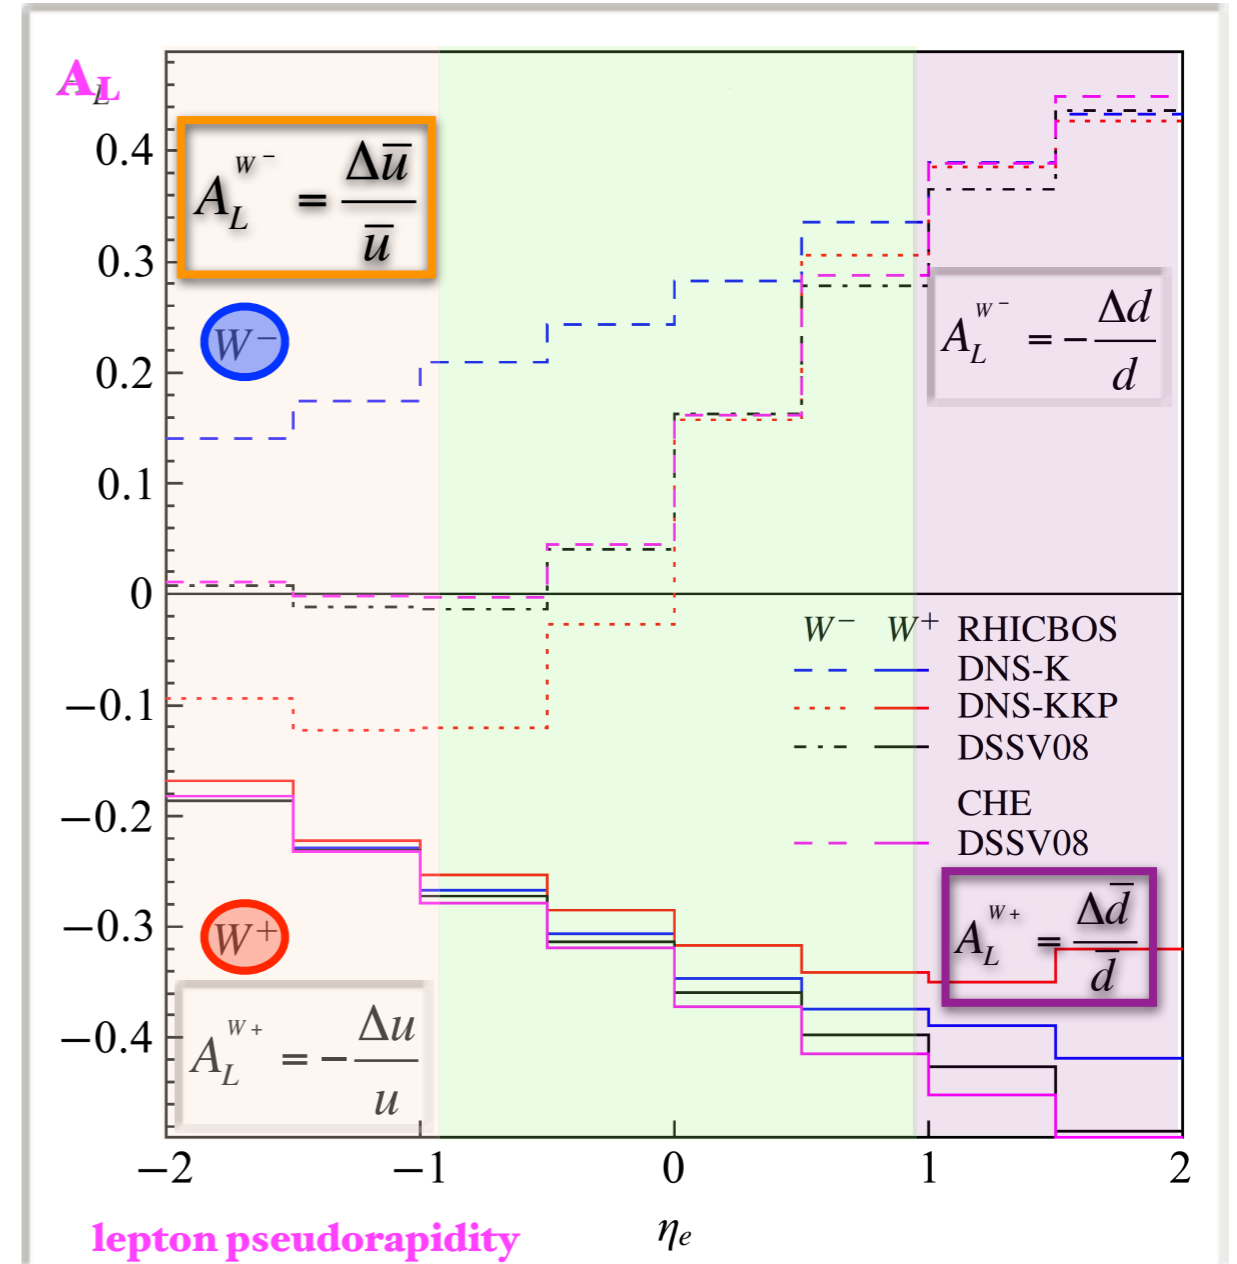 A_L
0.4
0.3
0.2
0.1
0
−0.1
−0.2
−0.3
−0.4
A_L^{W−} = Δu̅ / u̅
W−
A_L^{W−} = − Δd / d
W− W+ RHICBOS
DNS-K
DNS-KKP
DSSV08
CHE
DSSV08
W+
A_L^{W+} = Δd̅ / d̅
A_L^{W+} = − Δu / u
−2 −1 0 1 2
lepton pseudorapidity η_e